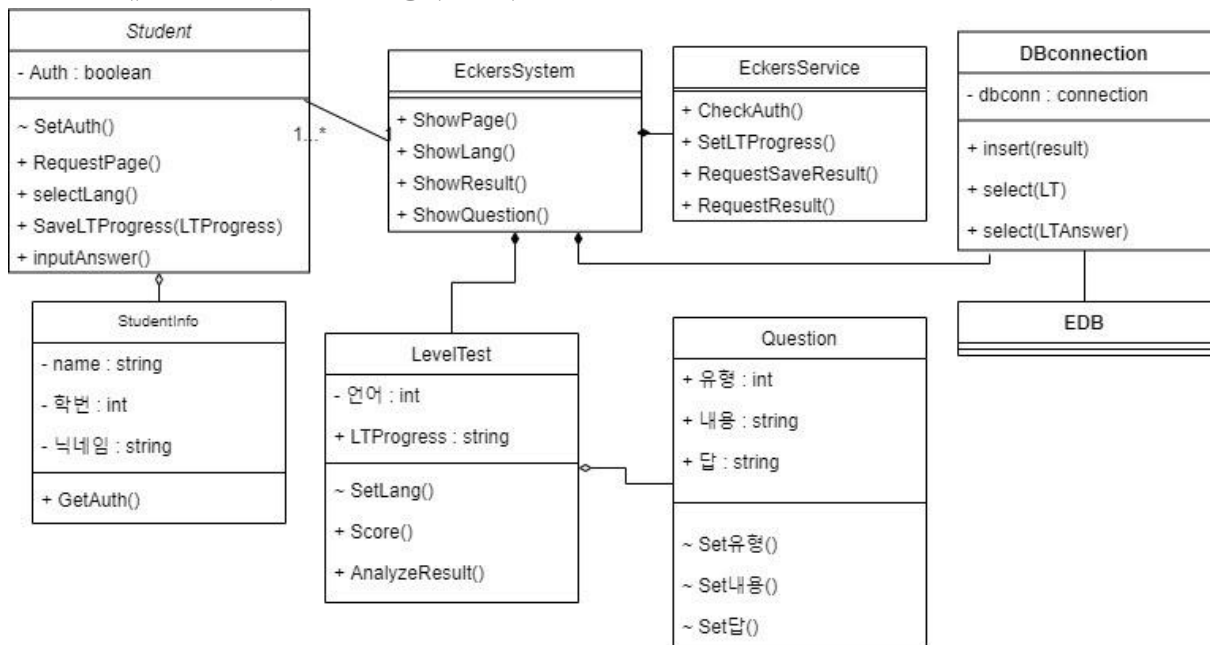 Student
- Auth : boolean
~ SetAuth()
+ RequestPage()
+ selectLang()
+ SaveLTProgress(LTProgress)
+ inputAnswer()
1...*
1
EckersSystem
+ ShowPage()
+ ShowLang()
+ ShowResult()
+ ShowQuestion()
EckersService
+ CheckAuth()
+ SetLTProgress()
+ RequestSaveResult()
+ RequestResult()
DBconnection
- dbconn : connection
+ insert(result)
+ select(LT)
+ select(LTAnswer)
StudentInfo
- name : string
- 학번 : int
- 닉네임 : string
+ GetAuth()
LevelTest
- 언어 : int
+ LTProgress : string
~ SetLang()
+ Score()
+ AnalyzeResult()
Question
+ 유형 : int
+ 내용 : string
+ 답 : string
~ Set유형()
~ Set내용()
~ Set답()
EDB